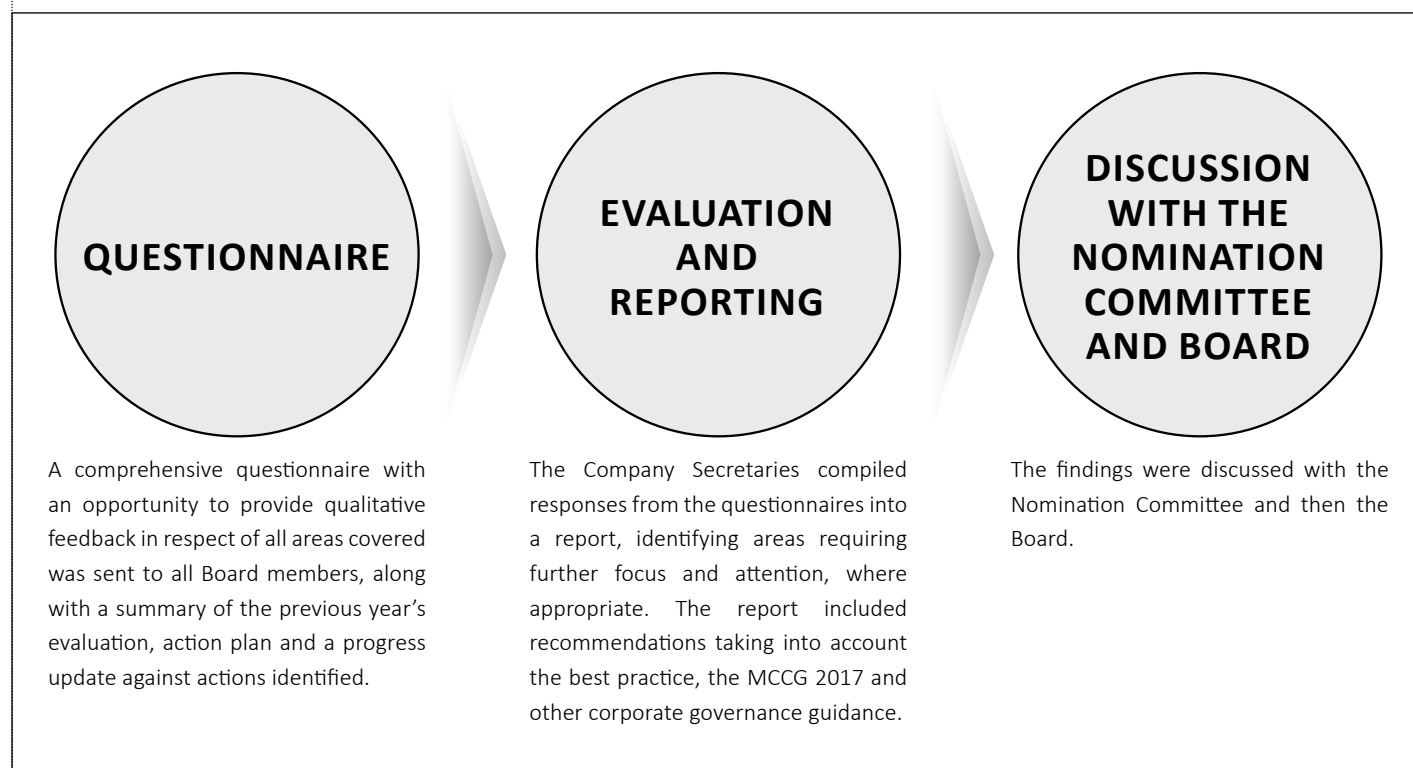 QUESTIONNAIRE
A comprehensive questionnaire with
an opportunity to provide qualitative
feedback in respect of all areas covered
was sent to all Board members, along
with a summary of the previous year’s
evaluation, action plan and a progress
update against actions identified.
EVALUATION
AND
REPORTING
The Company Secretaries compiled
responses from the questionnaires into
a report, identifying areas requiring
further focus and attention, where
appropriate. The report included
recommendations taking into account
the best practice, the MCCG 2017 and
other corporate governance guidance.
DISCUSSION
WITH THE
NOMINATION
COMMITTEE
AND BOARD
The findings were discussed with the
Nomination Committee and then the
Board.